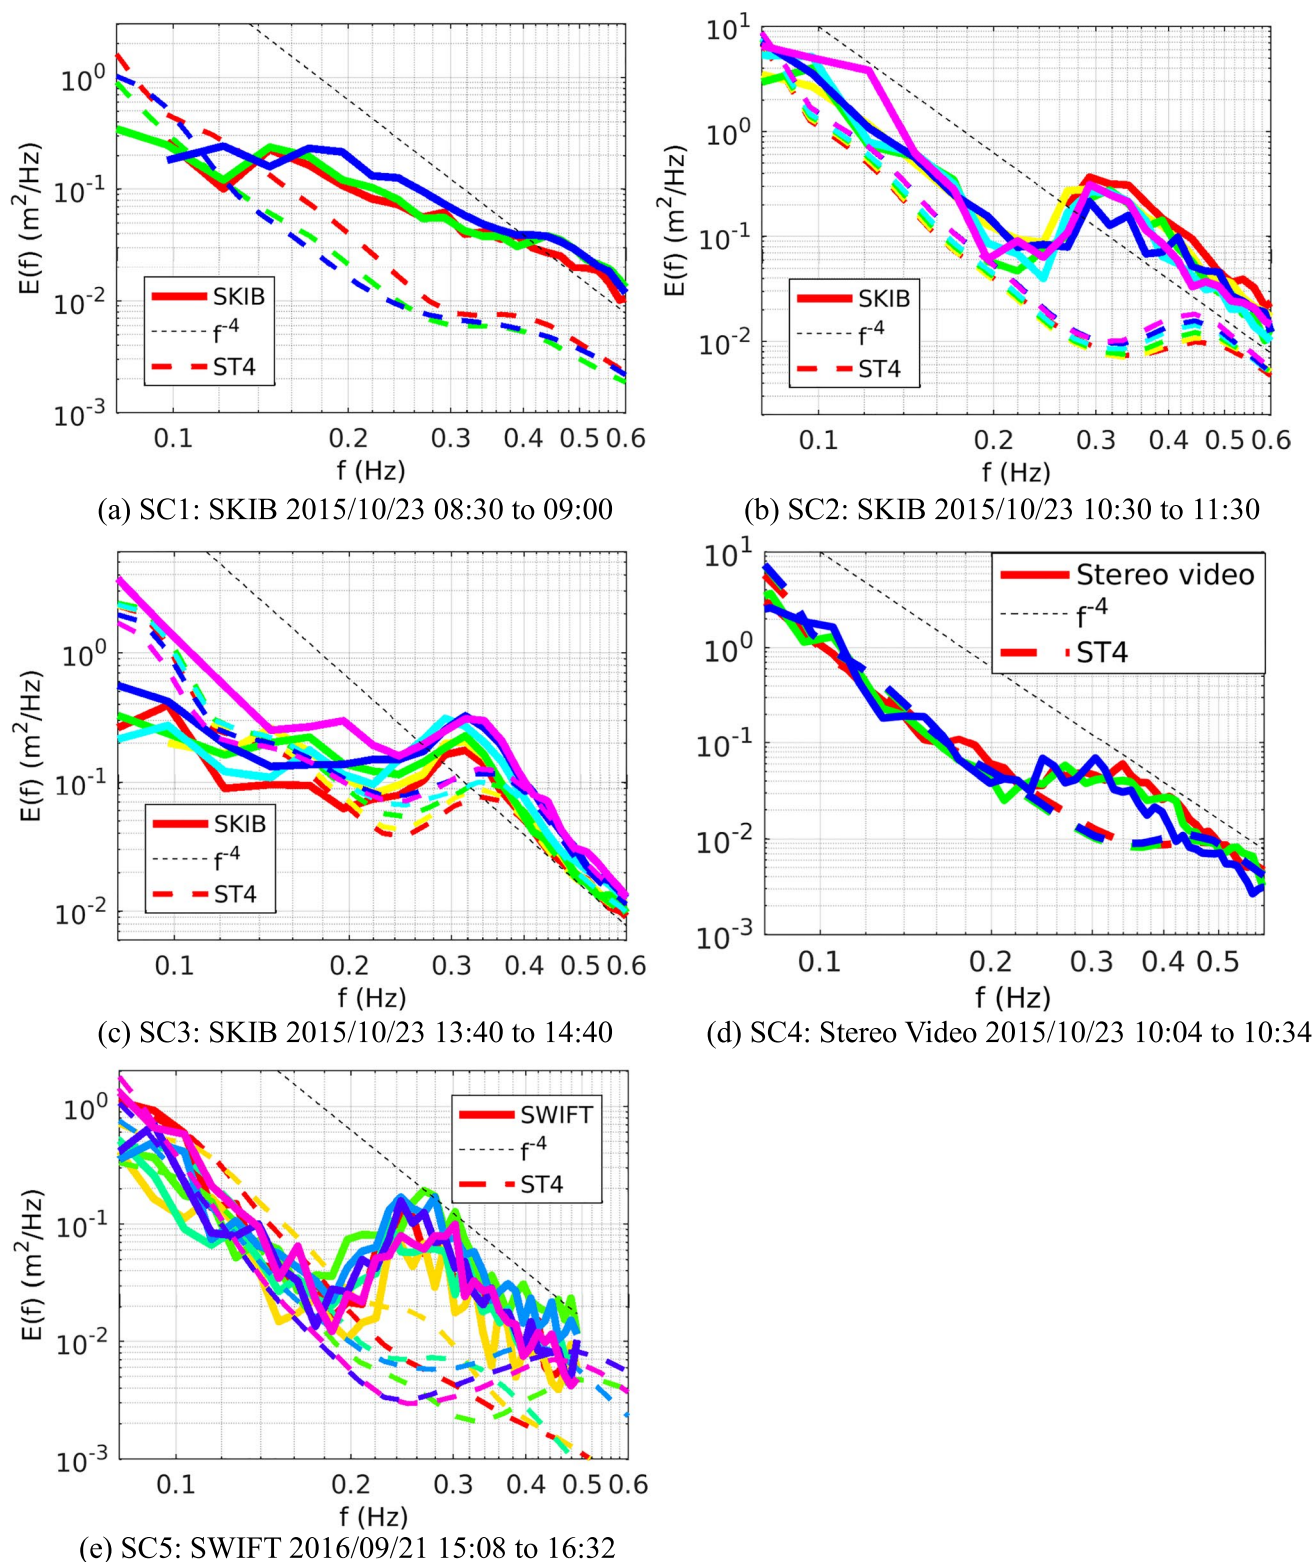 10^0
10^-1
10^-2
10^-3
E(f) (m^2/Hz)
SKIB
f^-4
ST4
0.1 0.2 0.3 0.4 0.5 0.6
f (Hz)
(a) SC1: SKIB 2015/10/23 08:30 to 09:00
10^1
10^0
10^-1
10^-2
E(f) (m^2/Hz)
SKIB
f^-4
ST4
0.1 0.2 0.3 0.4 0.5 0.6
f (Hz)
(b) SC2: SKIB 2015/10/23 10:30 to 11:30
10^0
10^-1
10^-2
E(f) (m^2/Hz)
SKIB
f^-4
ST4
0.1 0.2 0.3 0.4 0.5 0.6
f (Hz)
(c) SC3: SKIB 2015/10/23 13:40 to 14:40
10^1
10^0
10^-1
10^-2
10^-3
E(f) (m^2/Hz)
Stereo video
f^-4
ST4
0.1 0.2 0.3 0.4 0.5
f (Hz)
(d) SC4: Stereo Video 2015/10/23 10:04 to 10:34
10^0
10^-1
10^-2
10^-3
E(f) (m^2/Hz)
SWIFT
f^-4
ST4
0.1 0.2 0.3 0.4 0.5 0.6
f (Hz)
(e) SC5: SWIFT 2016/09/21 15:08 to 16:32